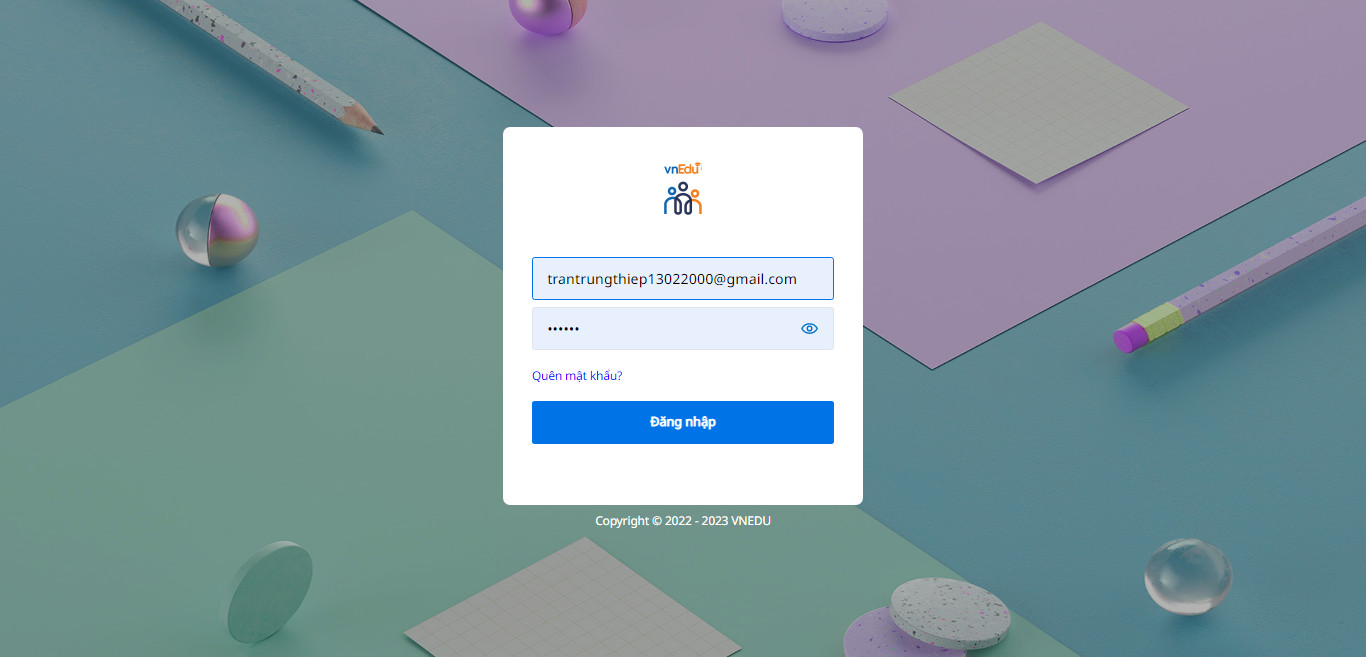 vnEdu
trantrungthiep13022000@gmail.com
••••••
Quên mật khẩu?
Đăng nhập
Copyright © 2022 - 2023 VNEDU